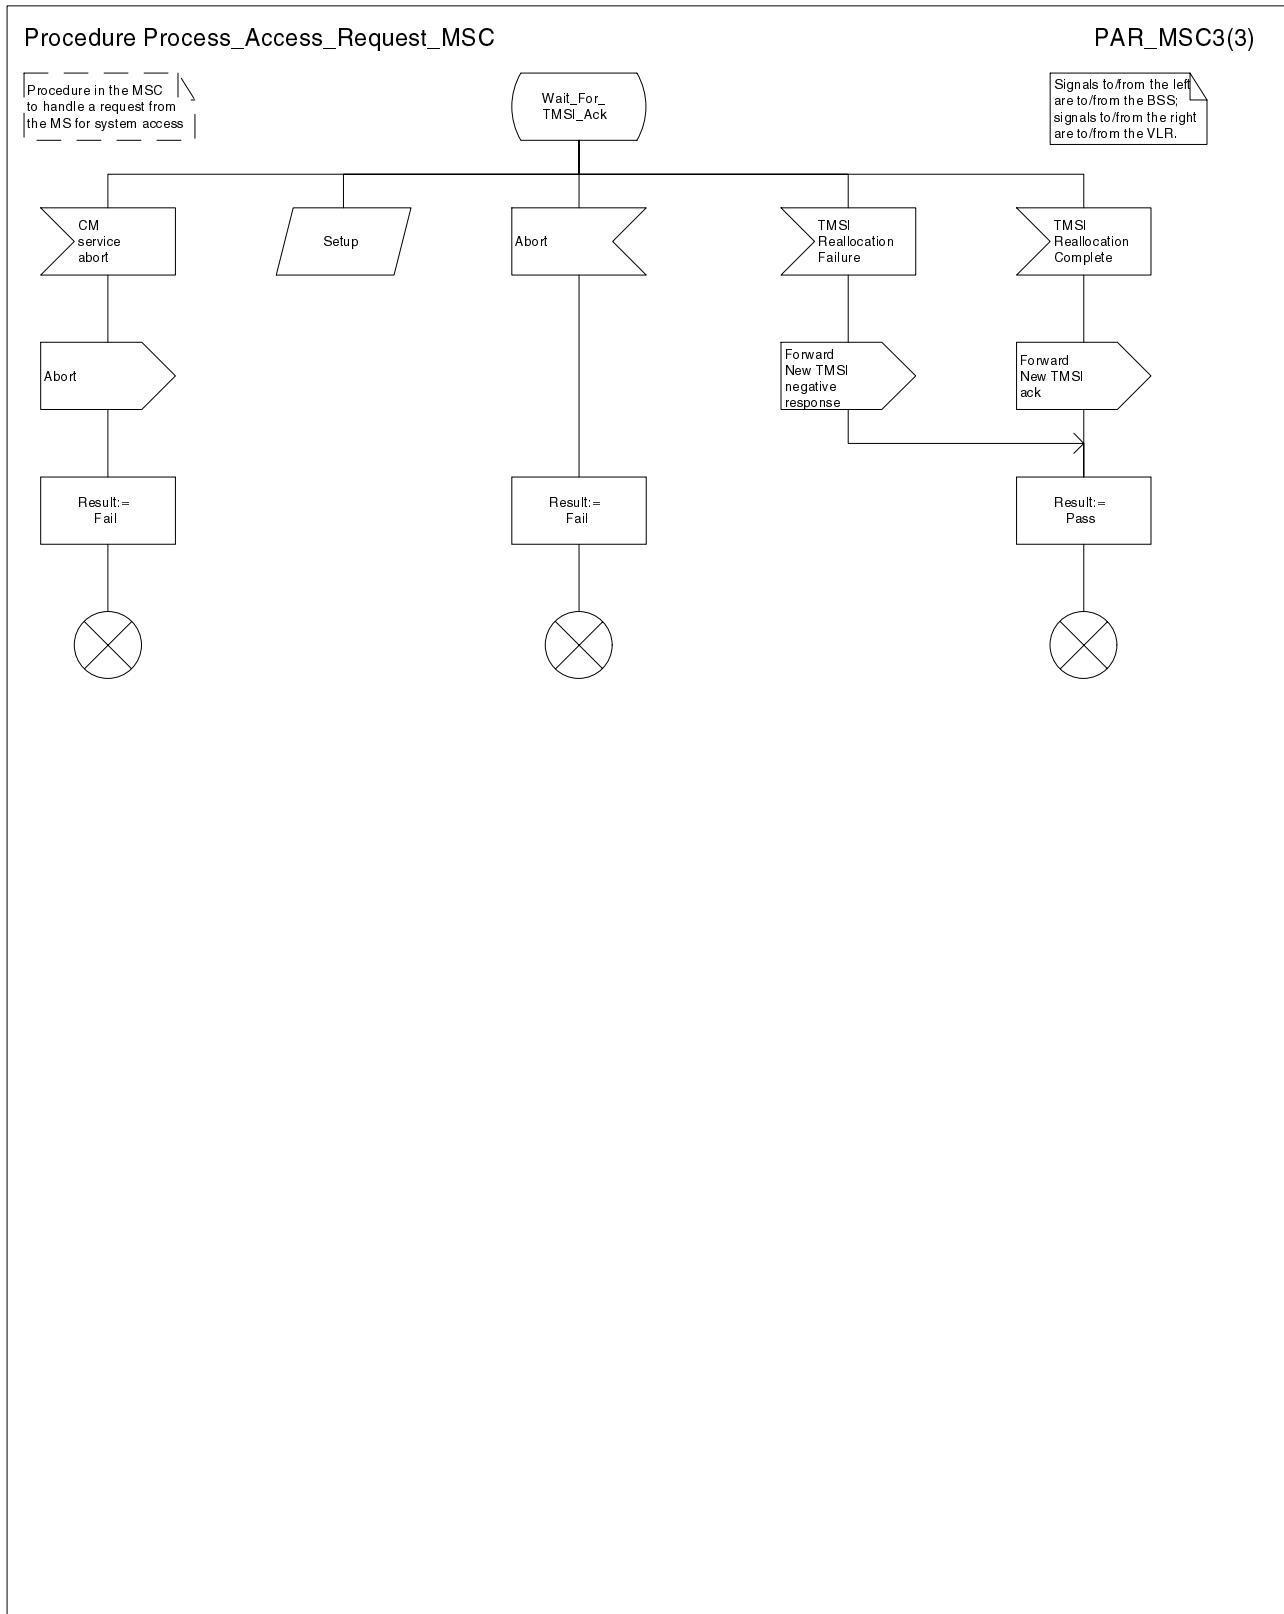 Procedure Process_Access_Request_MSC
PAR_MSC3(3)
Procedure in the MSC
to handle a request from
the MS for system access
Wait_For_
TMSI_Ack
Signals to/from the left
are to/from the BSS;
signals to/from the right
are to/from the VLR.
CM
service
abort
Setup
Abort
TMSI
Reallocation
Failure
TMSI
Reallocation
Complete
Abort
Forward
New TMSI
negative
response
Forward
New TMSI
ack
Result:=
Fail
Result:=
Fail
Result:=
Pass